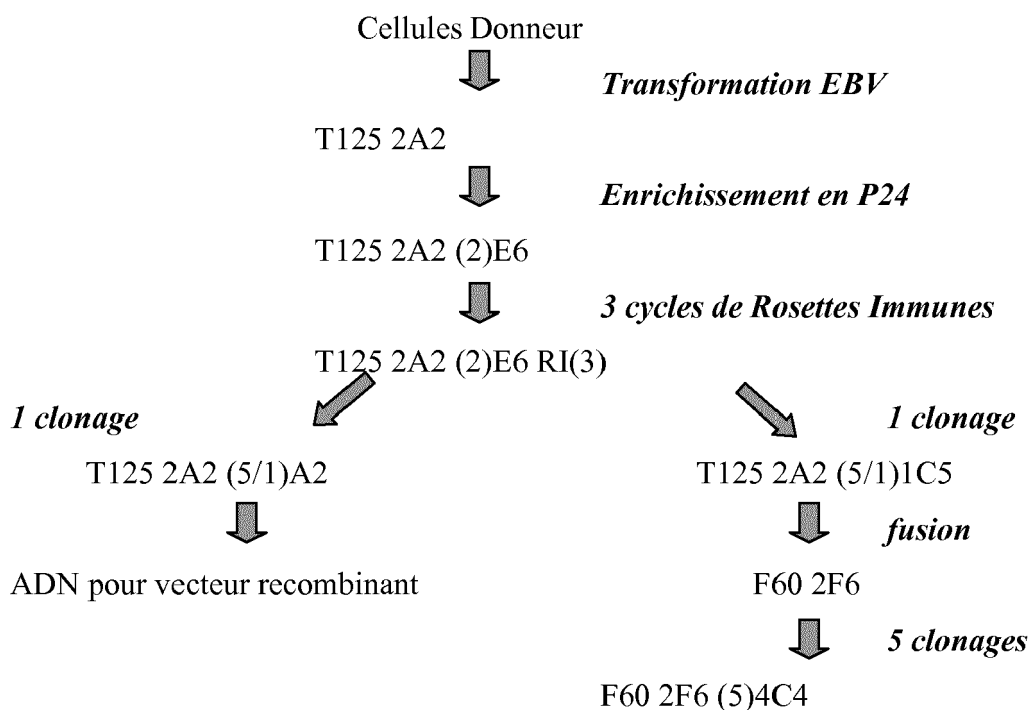 Cellules Donneur
Transformation EBV
T125 2A2
Enrichissement en P24
T125 2A2 (2)E6
3 cycles de Rosettes Immunes
T125 2A2 (2)E6 RI(3)
1 clonage
1 clonage
T125 2A2 (5/1)A2
T125 2A2 (5/1)1C5
fusion
ADN pour vecteur recombinant
F60 2F6
5 clonages
F60 2F6 (5)4C4